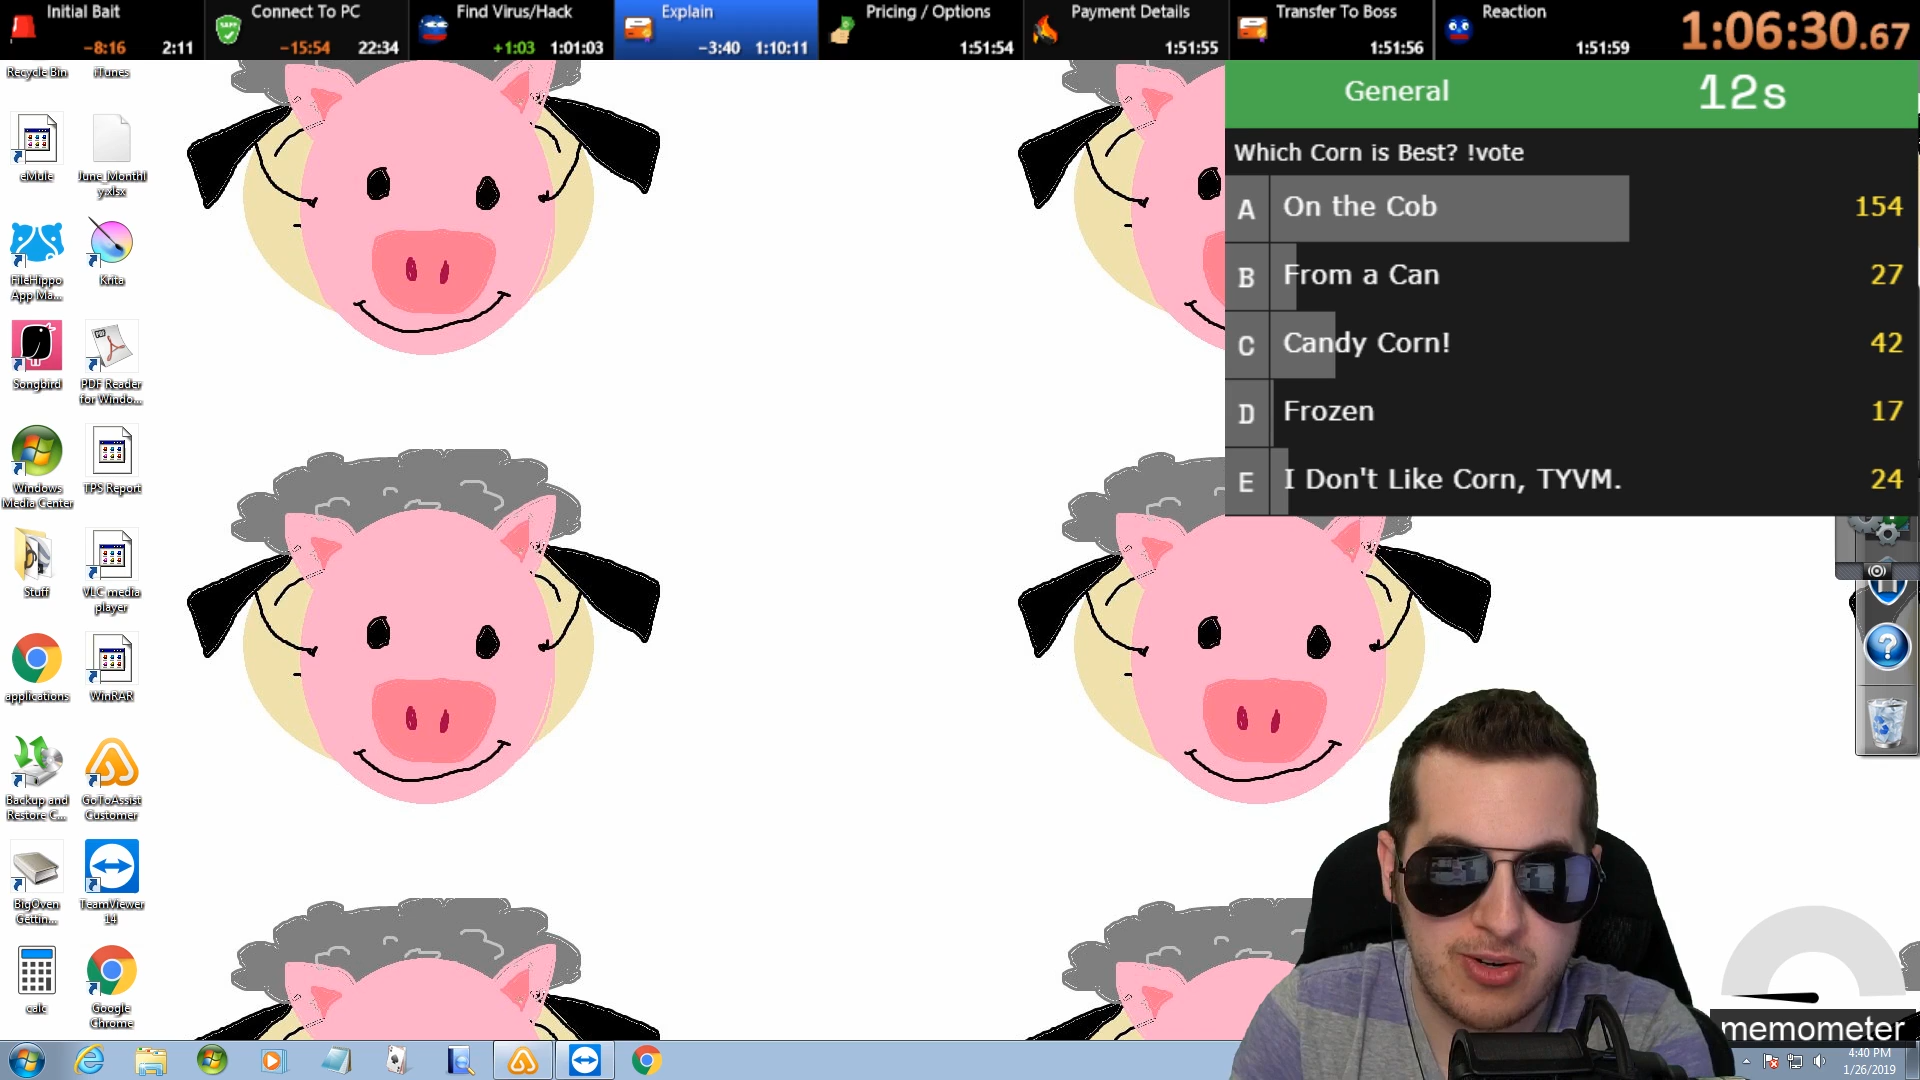 Initial Bait
−8:16 2:11
Connect To PC
−15:54 22:34
Find Virus/Hack
+1:03 1:01:03
Explain
−3:40 1:10:11
Pricing / Options
1:51:54
Payment Details
1:51:55
Transfer To Boss
1:51:56
Reaction
1:51:59
1:06:30.67
General 12s
Which Corn is Best? !vote
A On the Cob 154
B From a Can 27
C Candy Corn! 42
D Frozen 17
E I Don't Like Corn, TYVM. 24
Recycle Bin
iTunes
eMule
June_Monthl
y.xlsx
FileHippo
App Ma...
Krita
Songbird
PDF Reader
for Windo...
Windows
Media Center
TPS Report
Stuff
VLC media
player
applications
WinRAR
Backup and
Restore C...
GoToAssist
Customer
BigOven
Gettin...
TeamViewer
14
calc
Google
Chrome
memometer
4:40 PM
1/26/2019